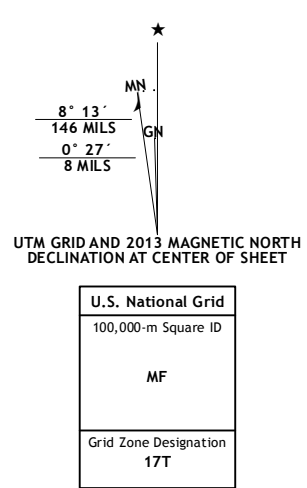 ★
MN
8° 13´
146 MILS
GN
0° 27´
8 MILS
UTM GRID AND 2013 MAGNETIC NORTH
DECLINATION AT CENTER OF SHEET
U.S. National Grid
100,000-m Square ID
MF
Grid Zone Designation
17T